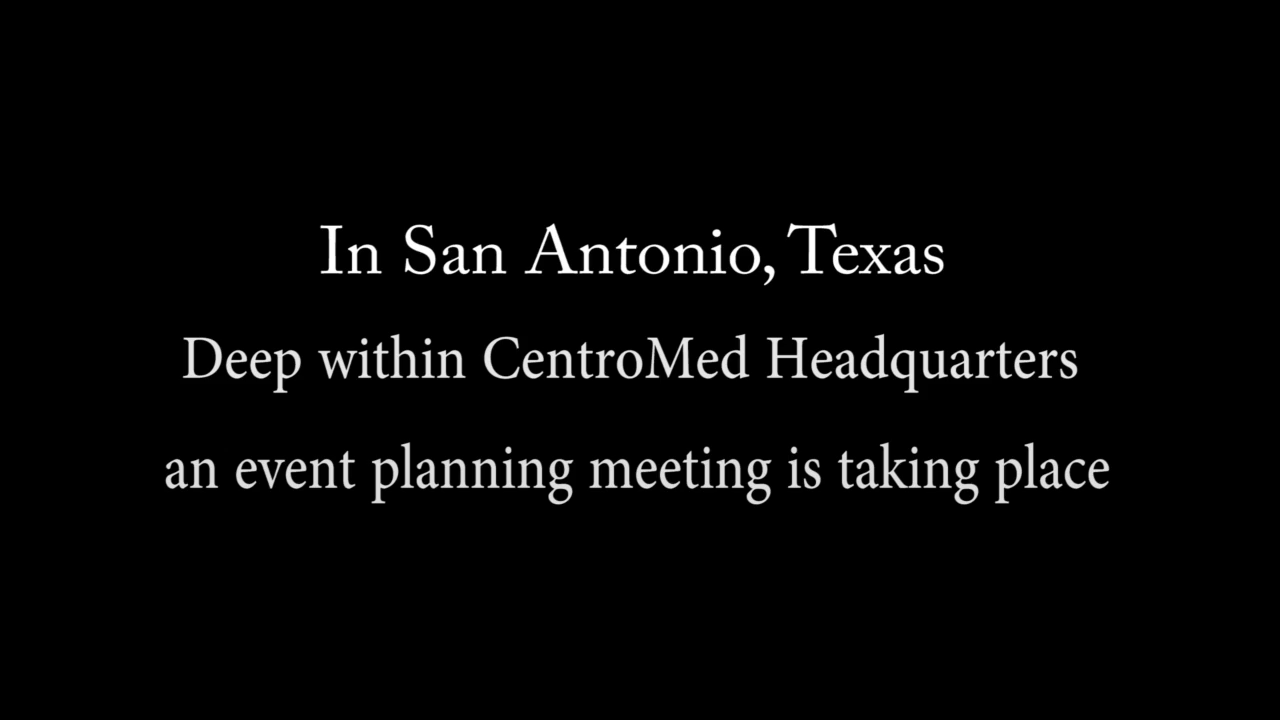 In San Antonio, Texas
Deep within CentroMed Headquarters
an event planning meeting is taking place